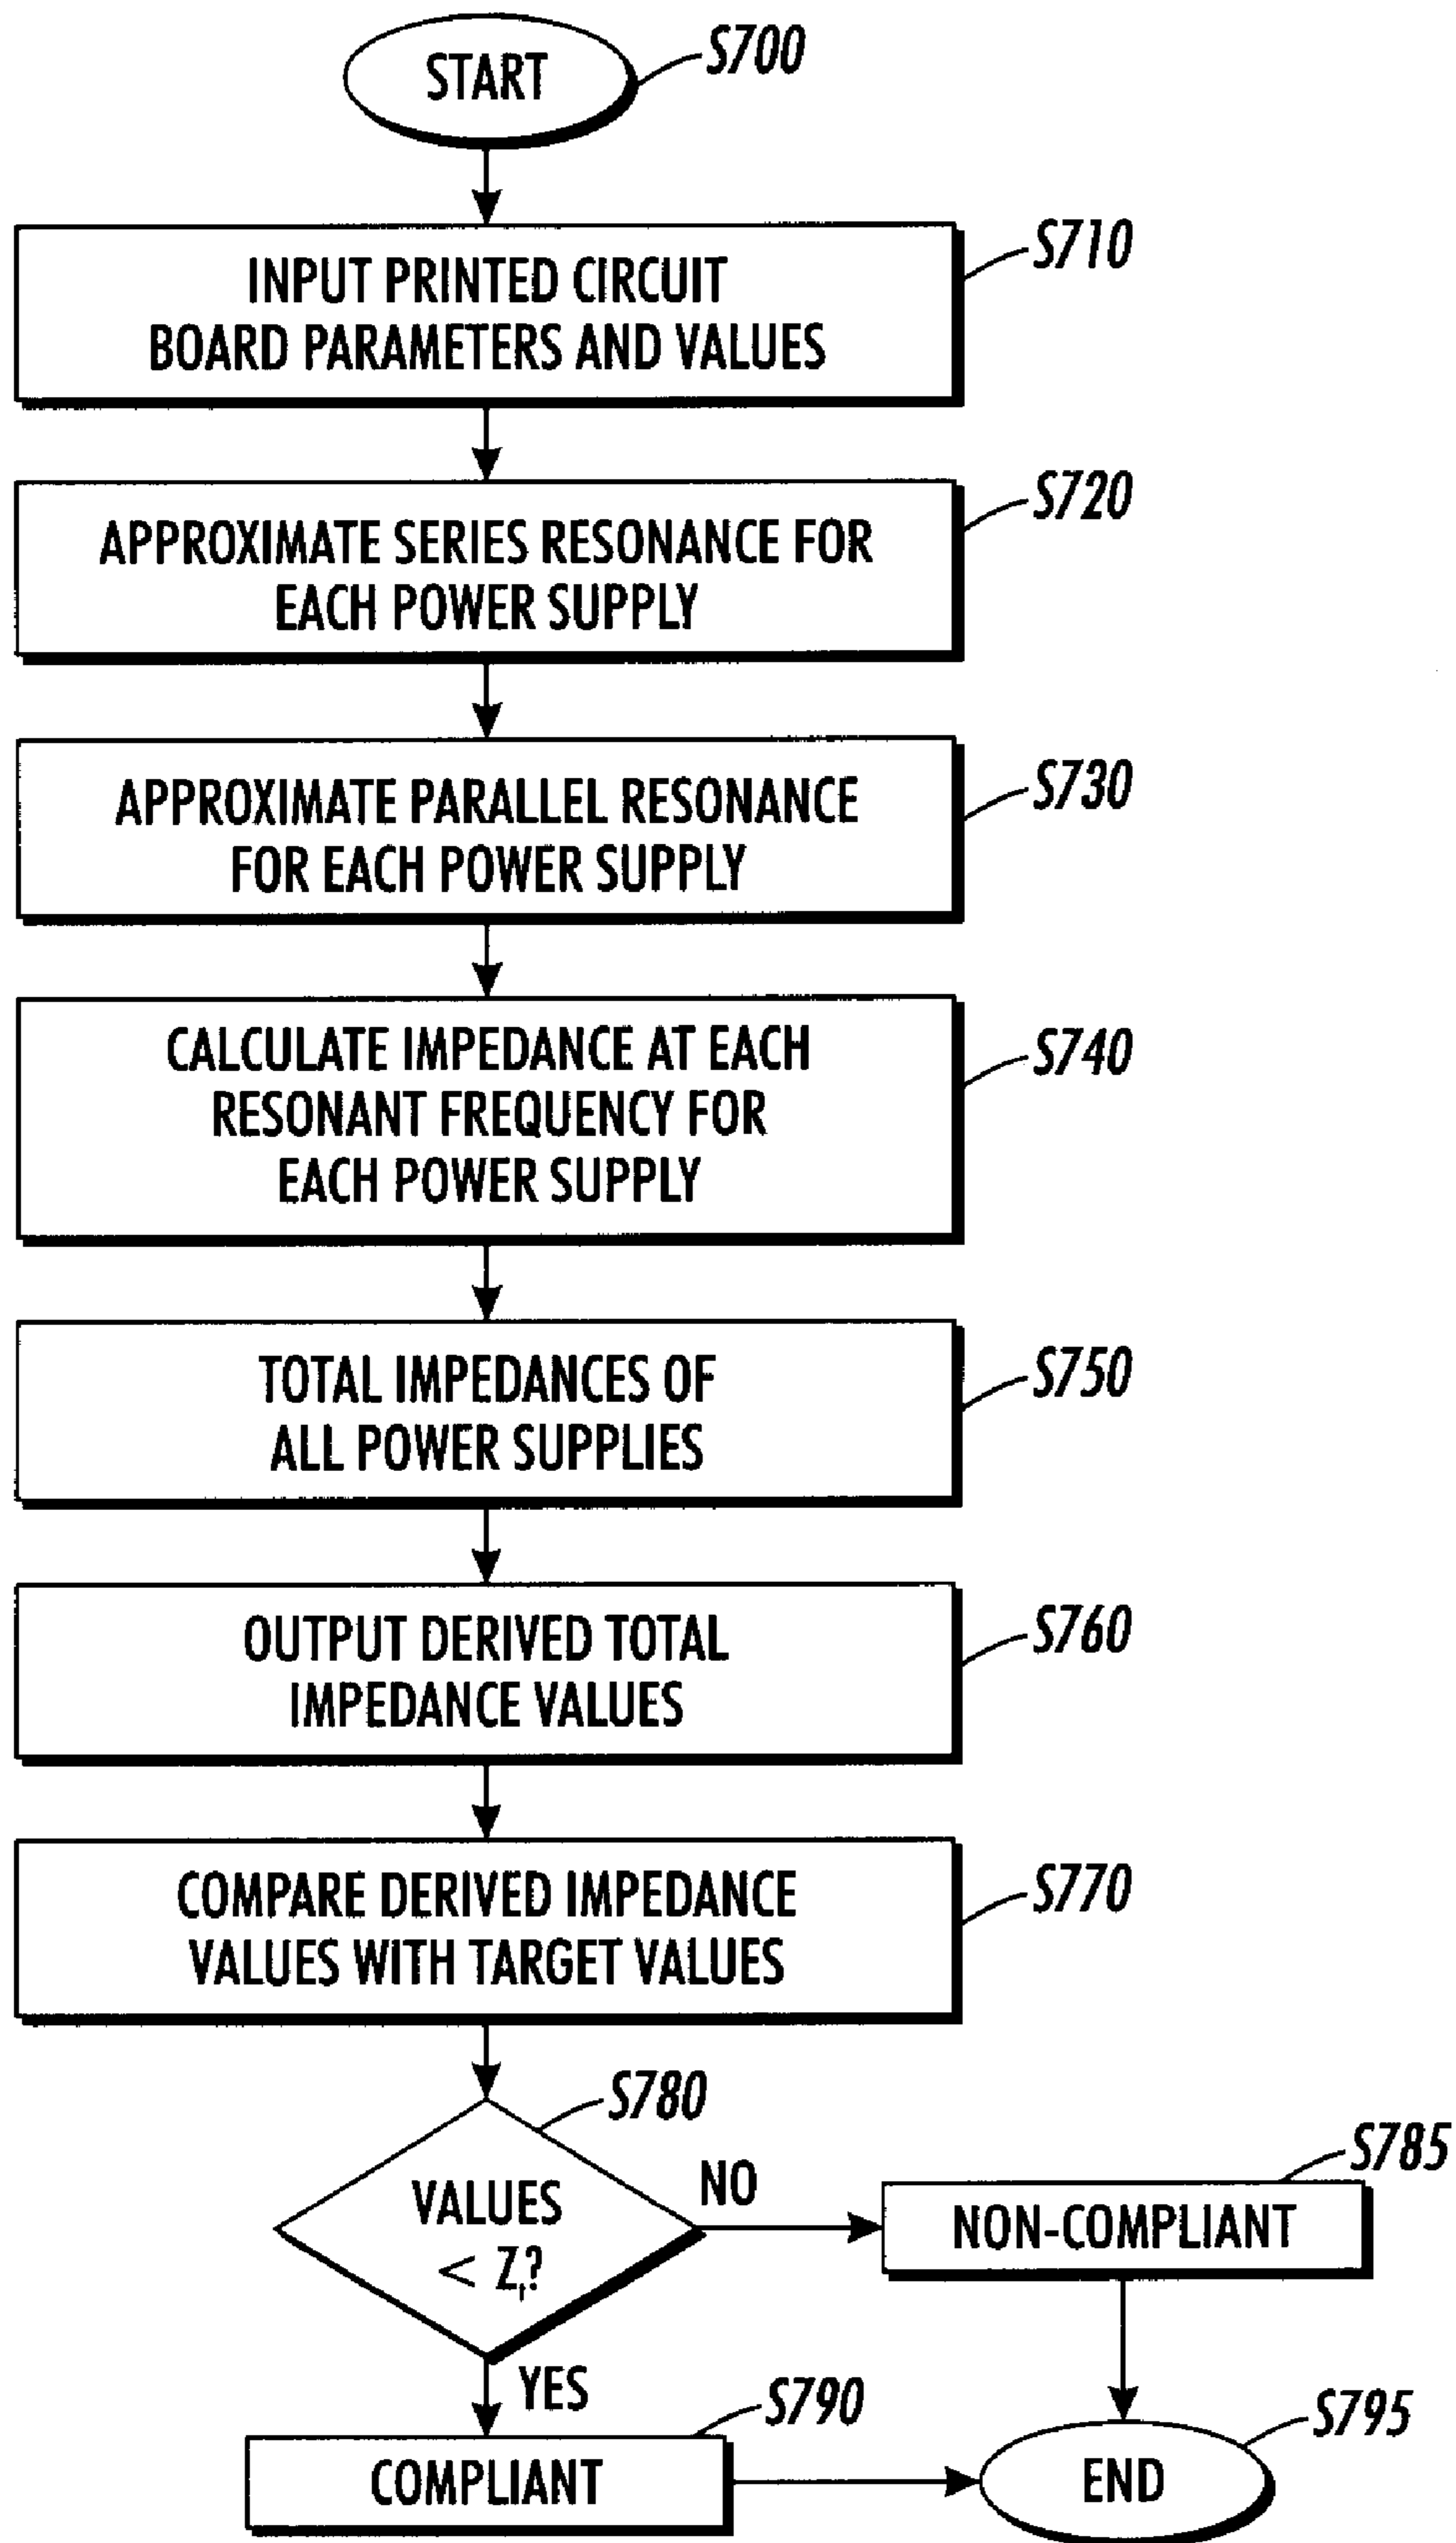 START
S700
INPUT PRINTED CIRCUIT
BOARD PARAMETERS AND VALUES
S710
APPROXIMATE SERIES RESONANCE FOR
EACH POWER SUPPLY
S720
APPROXIMATE PARALLEL RESONANCE
FOR EACH POWER SUPPLY
S730
CALCULATE IMPEDANCE AT EACH
RESONANT FREQUENCY FOR
EACH POWER SUPPLY
S740
TOTAL IMPEDANCES OF
ALL POWER SUPPLIES
S750
OUTPUT DERIVED TOTAL
IMPEDANCE VALUES
S760
COMPARE DERIVED IMPEDANCE
VALUES WITH TARGET VALUES
S770
S780
VALUES
< Zt?
NO
S785
NON-COMPLIANT
YES
S790
COMPLIANT
S795
END